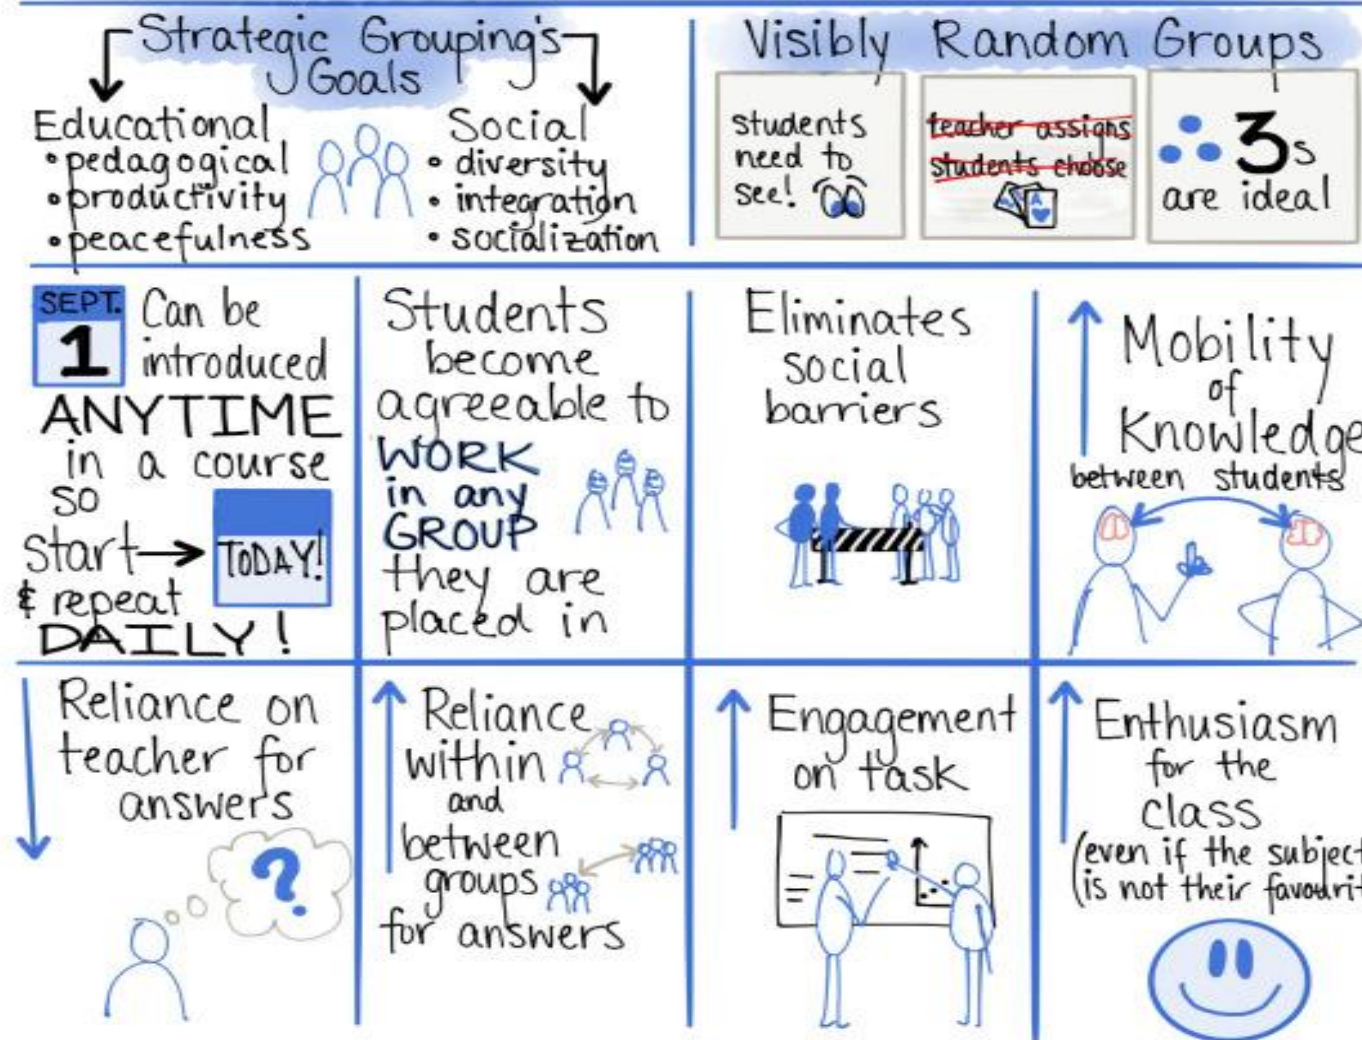 Strategic Grouping's
Goals
Educational
• pedagogical
• productivity
• peacefulness
Social
• diversity
• integration
• socialization
Visibly Random Groups
students
need to
see!
teacher assigns
students choose
A
3s
are ideal
SEPT.
1
Can be
introduced
ANYTIME
in a course
so
start
TODAY!
& repeat
DAILY!
Students
become
agreeable to
WORK
in any
GROUP
they are
placed in
Eliminates
social
barriers
Mobility
of
Knowledge
between students
Reliance on
teacher for
answers
?
Reliance
within
and
between
groups
for answers
Engagement
on task
Enthusiasm
for the
class
(even if the subject
is not their favourit